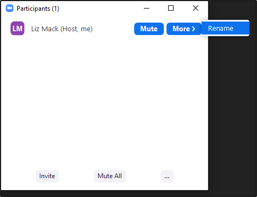 Participants (1)
LM Liz Mack (Host, me) Mute More > Rename
Invite Mute All ...